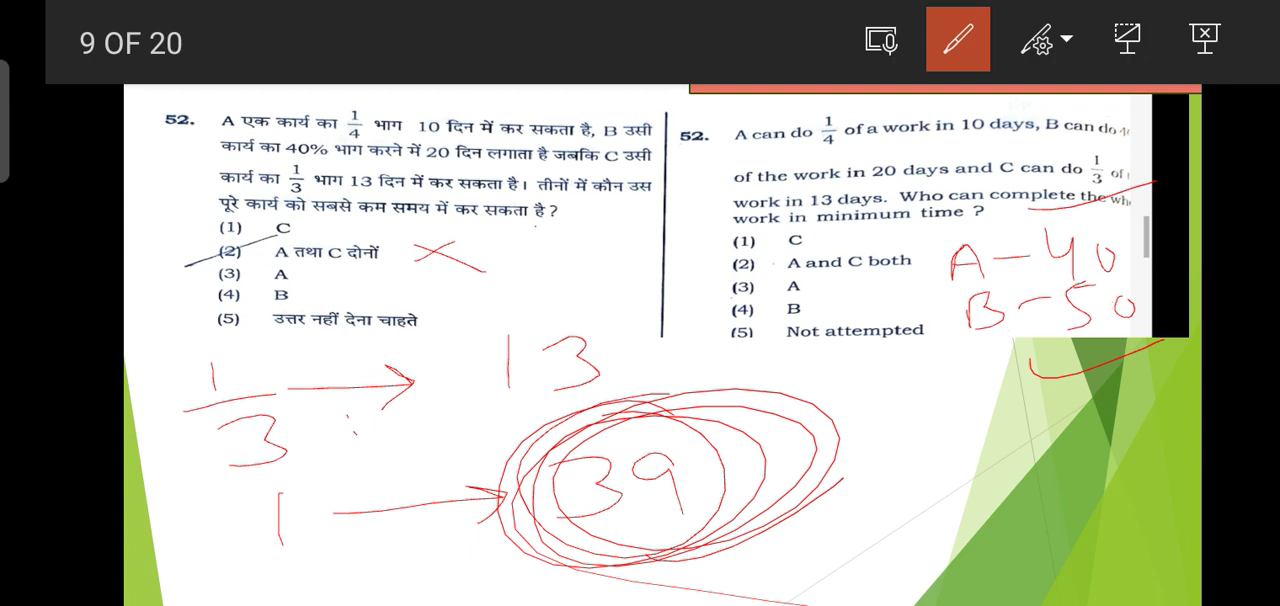 9 OF 20
52. A एक कार्य का 1/4 भाग 10 दिन में कर सकता है, B उसी
कार्य का 40% भाग करने में 20 दिन लगाता है जबकि C उसी
कार्य का 1/3 भाग 13 दिन में कर सकता है। तीनों में कौन उस
पूरे कार्य को सबसे कम समय में कर सकता है ?
(1) C
(2) A तथा C दोनों
(3) A
(4) B
(5) उत्तर नहीं देना चाहते
52. A can do 1/4 of a work in 10 days, B can do
of the work in 20 days and C can do 1/3 of
work in 13 days. Who can complete the
work in minimum time ?
(1) C
(2) A and C both
(3) A
(4) B
(5) Not attempted
A - 40
B - 50
1/3 → 13
1 → 39